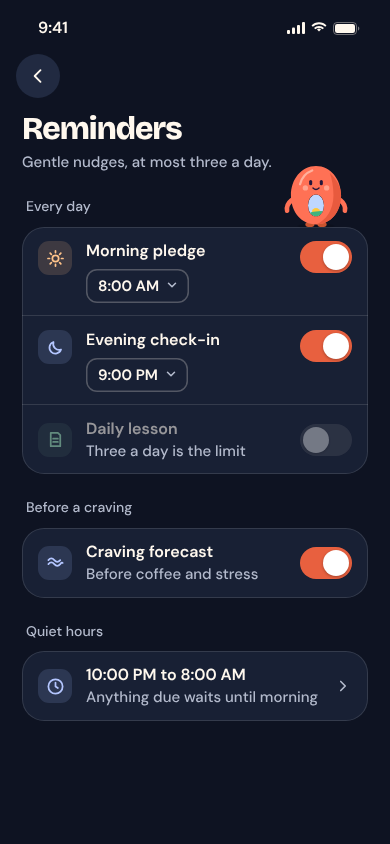 9:41
Reminders
Gentle nudges, at most three a day.
Every day
Morning pledge
8:00 AM
Evening check-in
9:00 PM
Daily lesson
Three a day is the limit
Before a craving
Craving forecast
Before coffee and stress
Quiet hours
10:00 PM to 8:00 AM
Anything due waits until morning